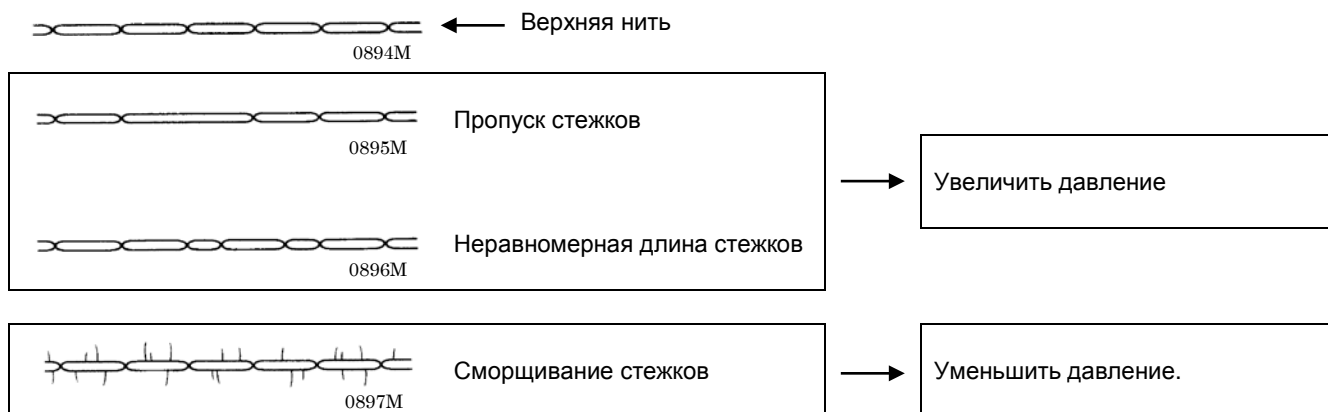 Верхняя нить
0894M
Пропуск стежков
0895M
Увеличить давление
Неравномерная длина стежков
0896M
Сморщивание стежков
Уменьшить давление.
0897M